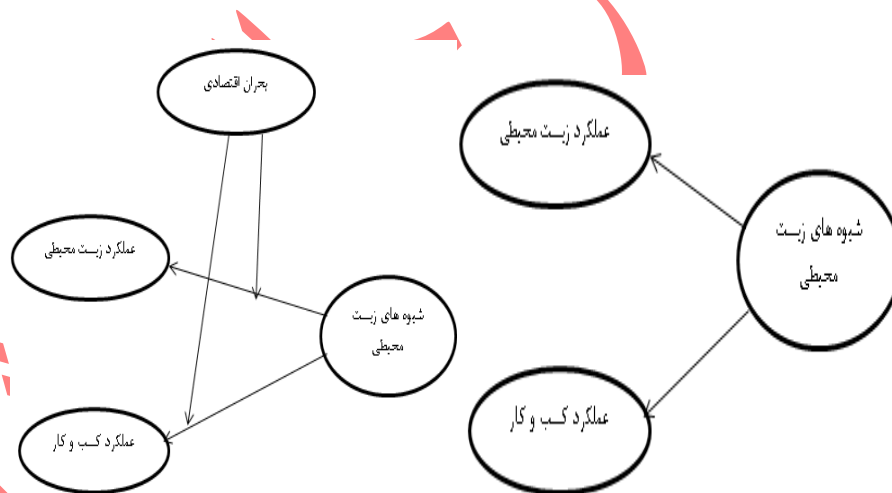 بحران اقتصادی
عملکرد زیست محیطی
شیوه های زیست
محیطی
عملکرد کسب و کار
عملکرد زیست محیطی
شیوه های زیست
محیطی
عملکرد کسب و کار